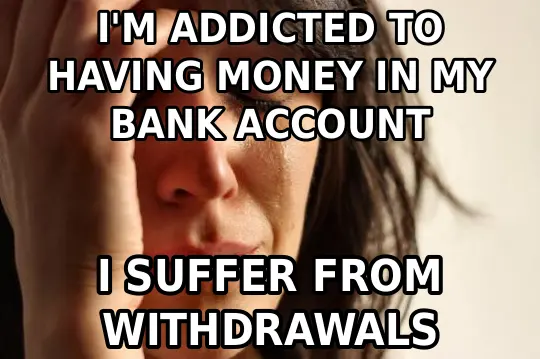 I'M ADDICTED TO
HAVING MONEY IN MY
BANK ACCOUNT
I SUFFER FROM
WITHDRAWALS